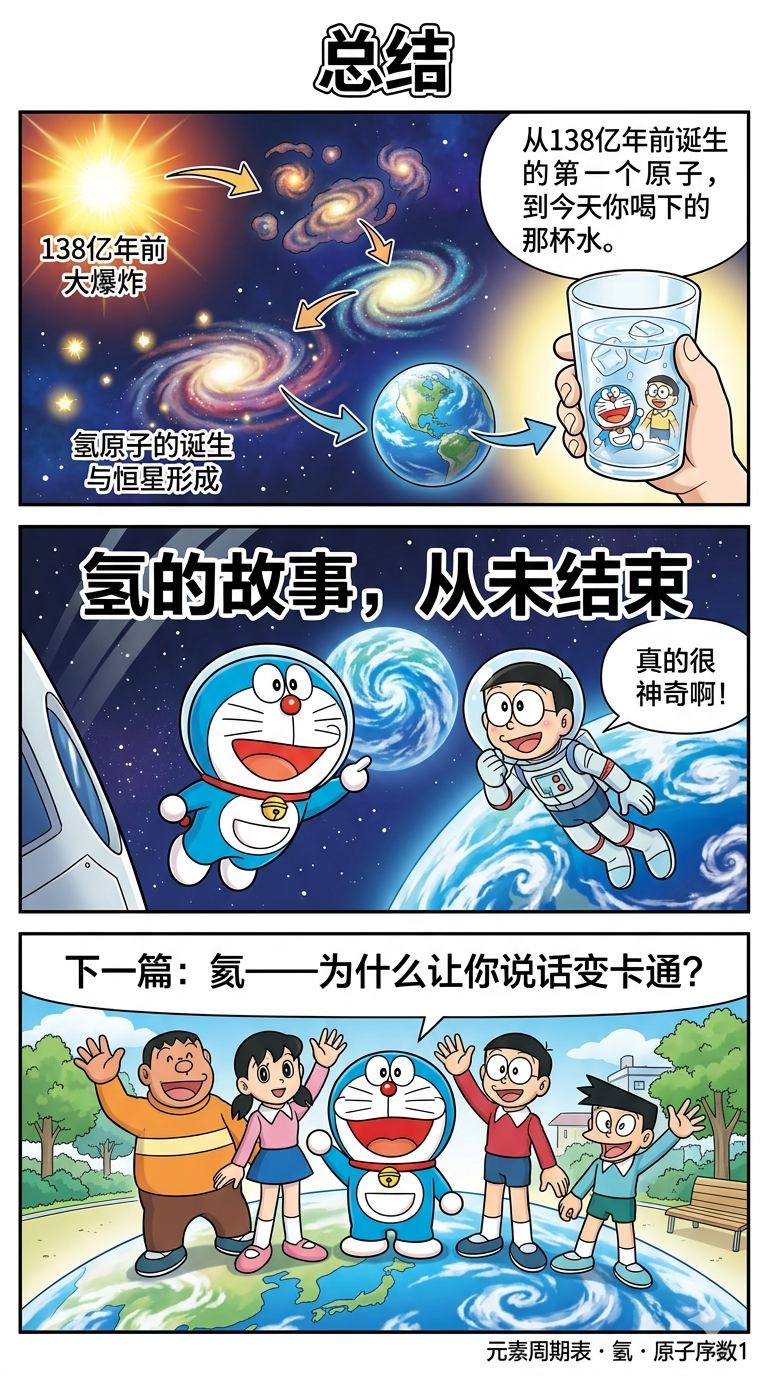 总结
138亿年前
大爆炸
从138亿年前诞生
的第一个原子，
到今天你喝下的
那杯水。
氢原子的诞生
与恒星形成
氢的故事，从未结束
真的很
神奇啊！
下一篇：氦——为什么让你说话变卡通？
元素周期表·氢·原子序数1